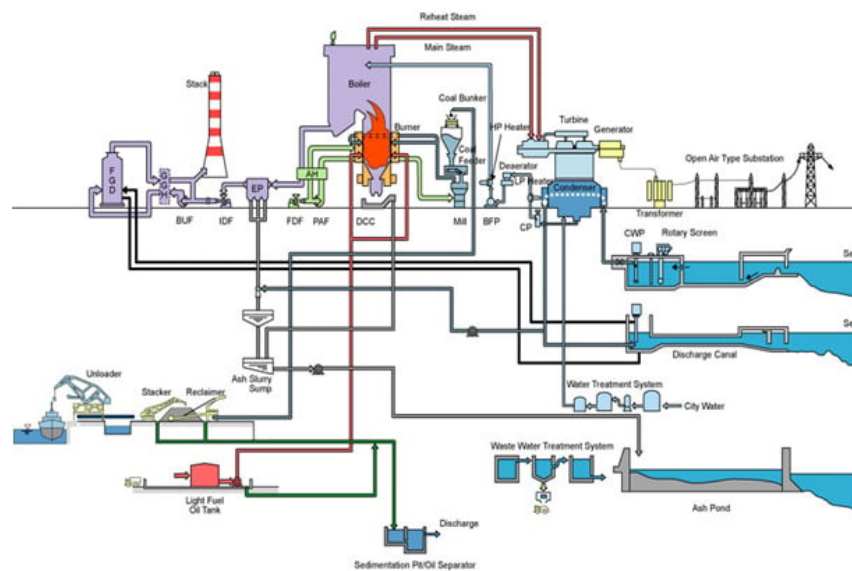 Reheat Steam
Main Steam
Boiler
Stack
Coal Bunker
Burner
HP Heater
Turbine
Generator
Coal
Feeder
Deaerator
Open Air Type Substation
FGD
GGH
EP
AH
LP Heater
Condenser
BUF
IDF
FDF
PAF
DCC
Mill
BFP
CP
Transformer
CWP
Rotary Screen
Discharge Canal
Ash Slurry
Sump
Unloader
Stacker
Reclaimer
Water Treatment System
City Water
Waste Water Treatment System
Light Fuel
Oil Tank
Ash Pond
Discharge
Sedimentation Pit/Oil Separator